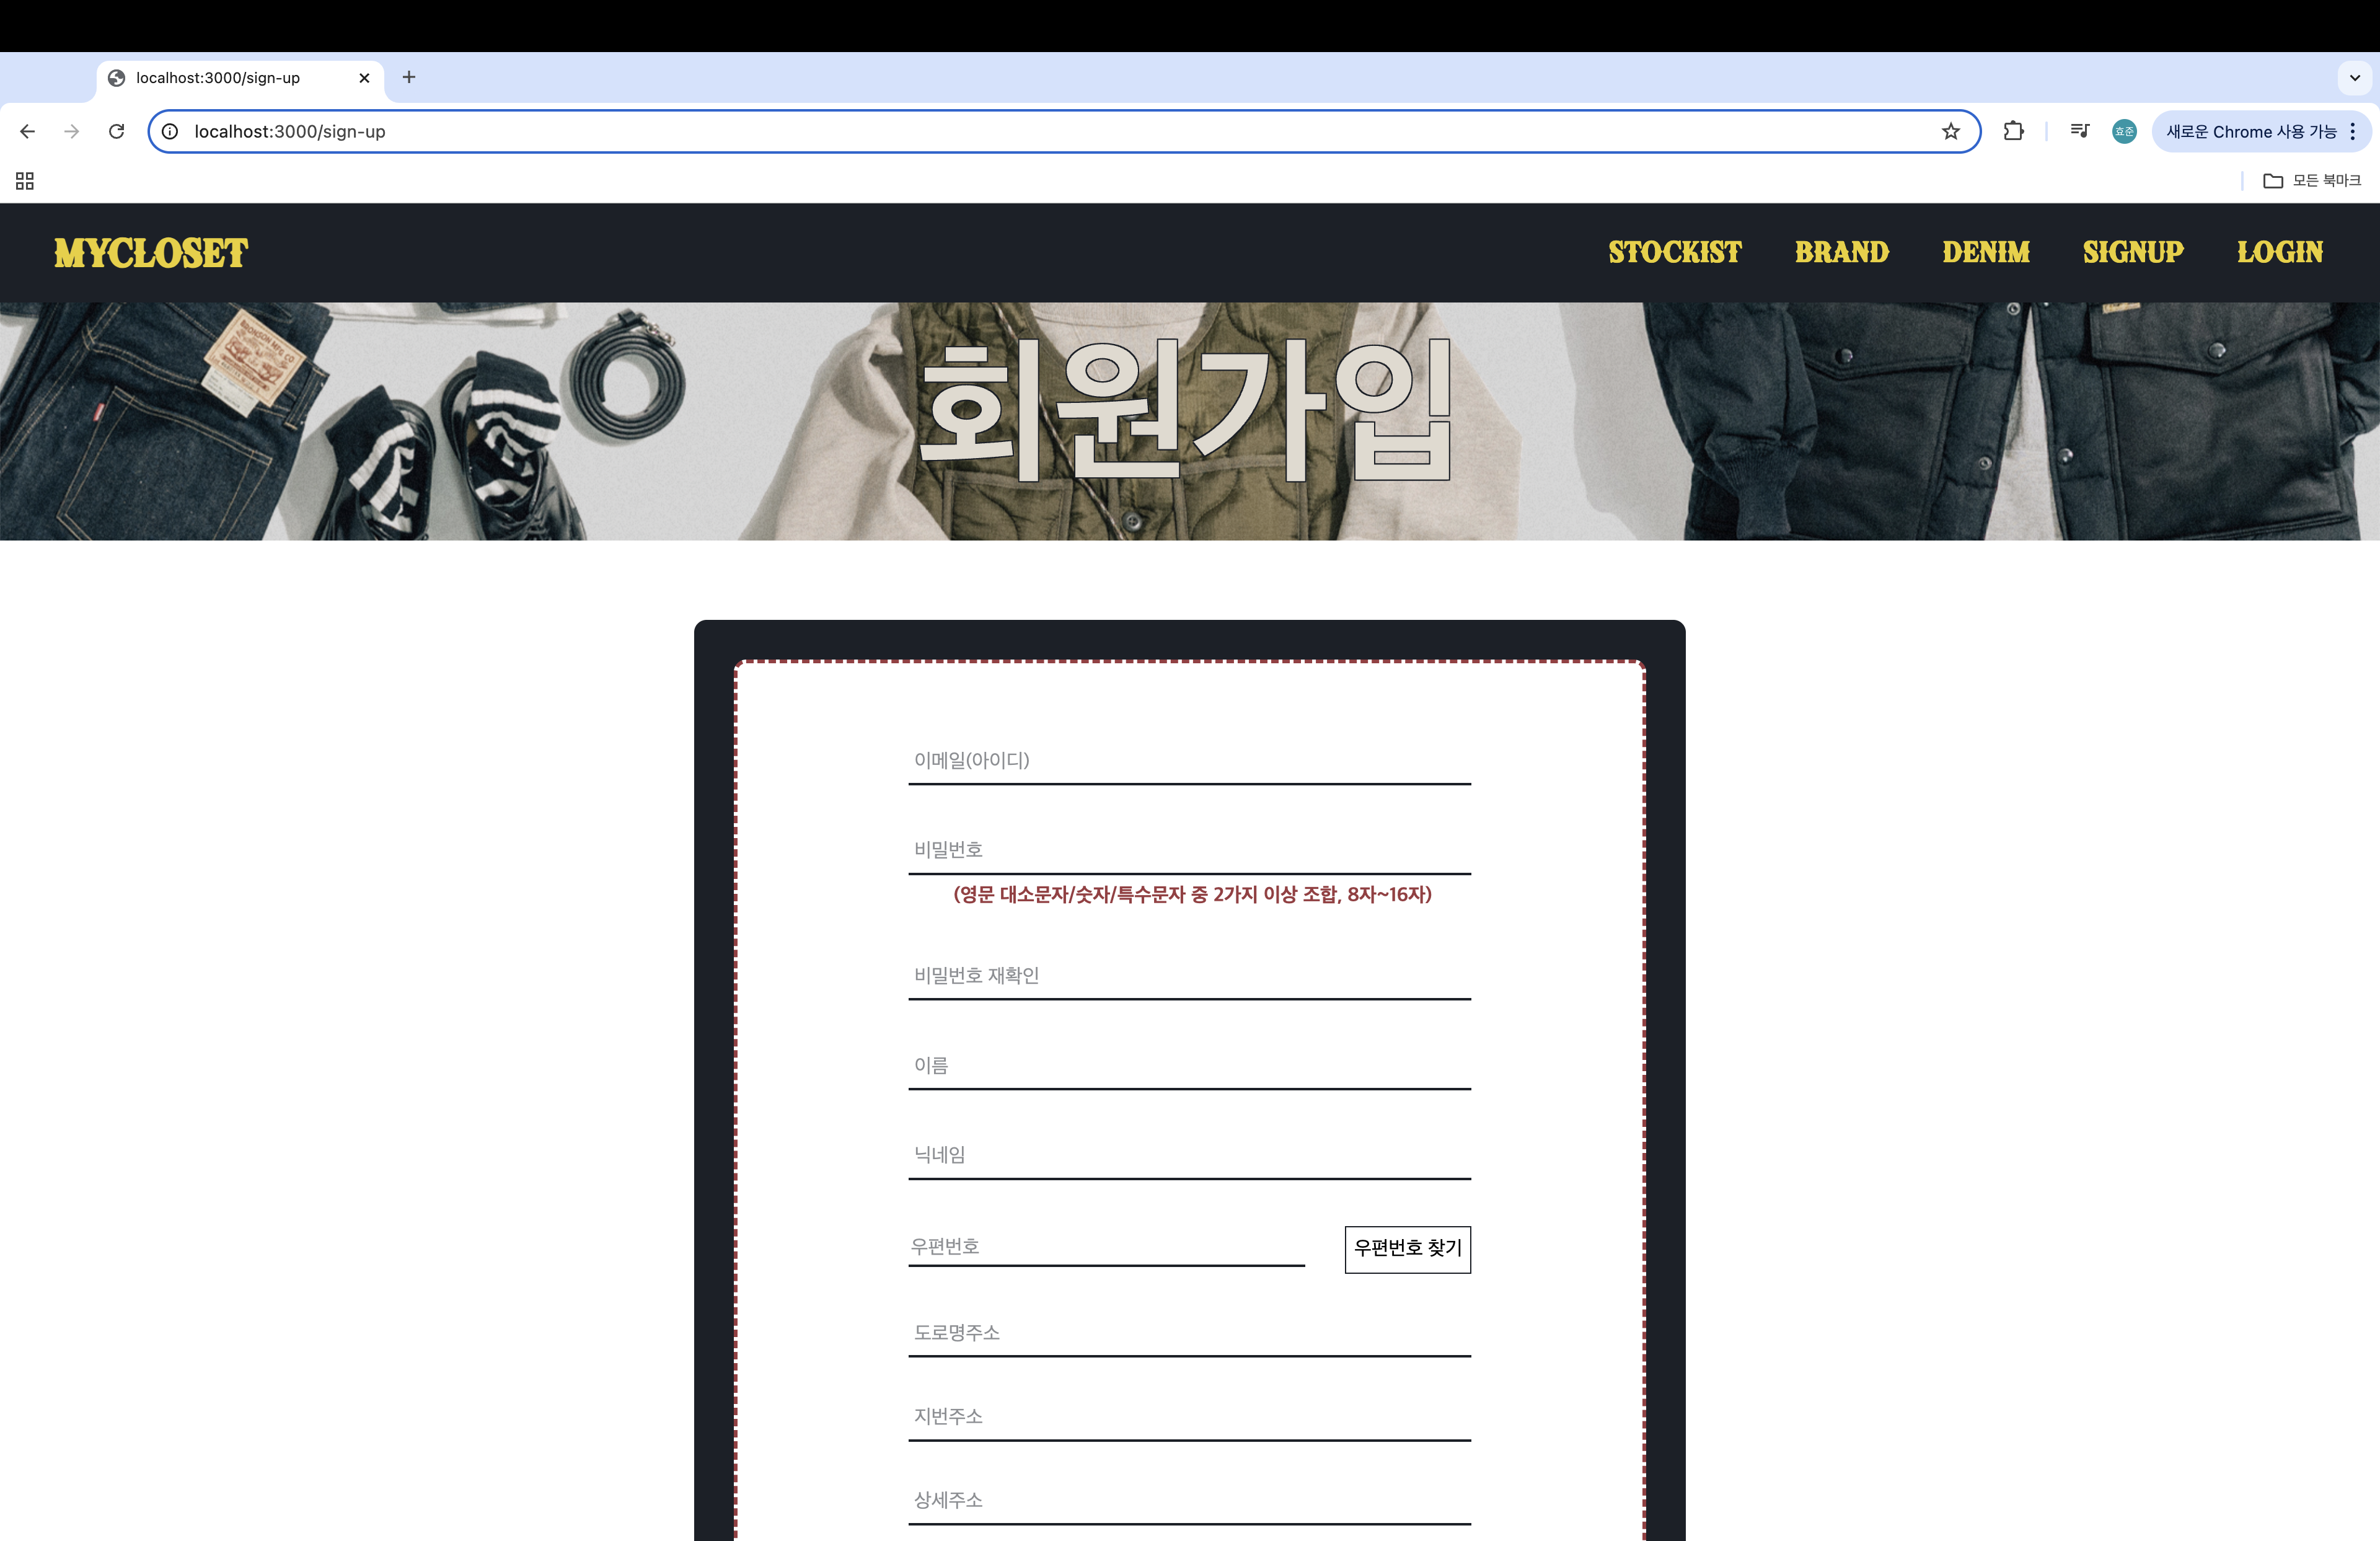 localhost:3000/sign-up
localhost:3000/sign-up
효준
새로운 Chrome 사용 가능
모든 북마크
MYCLOSET
STOCKIST BRAND DENIM SIGNUP LOGIN
BRONSON MFG CO
회원가입
이메일(아이디)
비밀번호
(영문 대소문자/숫자/특수문자 중 2가지 이상 조합, 8자~16자)
비밀번호 재확인
이름
닉네임
우편번호
우편번호 찾기
도로명주소
지번주소
상세주소